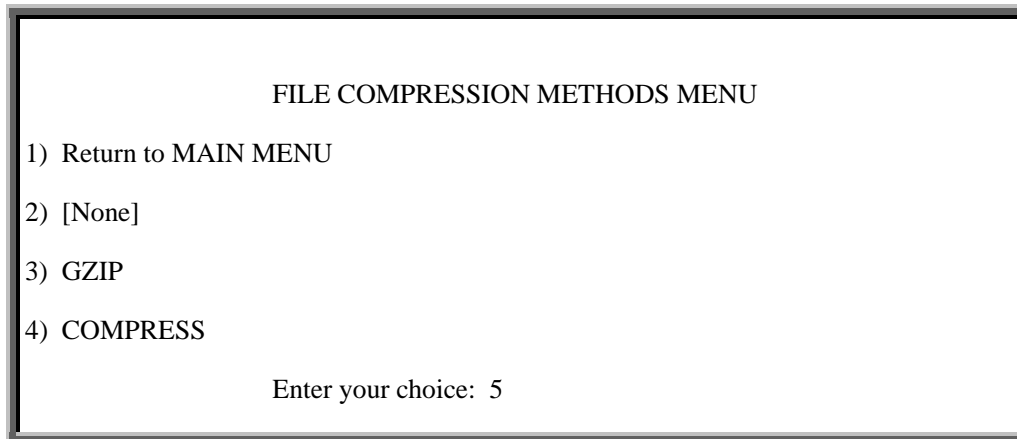 FILE COMPRESSION METHODS MENU
1) Return to MAIN MENU
2) [None]
3) GZIP
4) COMPRESS
Enter your choice: 5